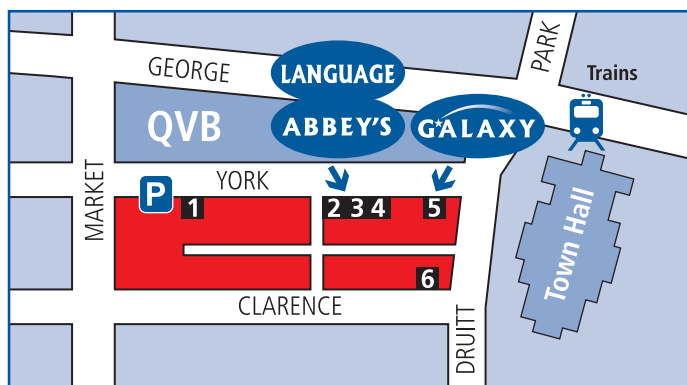 PARK
GEORGE
LANGUAGE
Trains
QVB
ABBEY'S
GALAXY
YORK
MARKET
P
1
2 3 4
5
6
Town Hall
CLARENCE
DRUITT